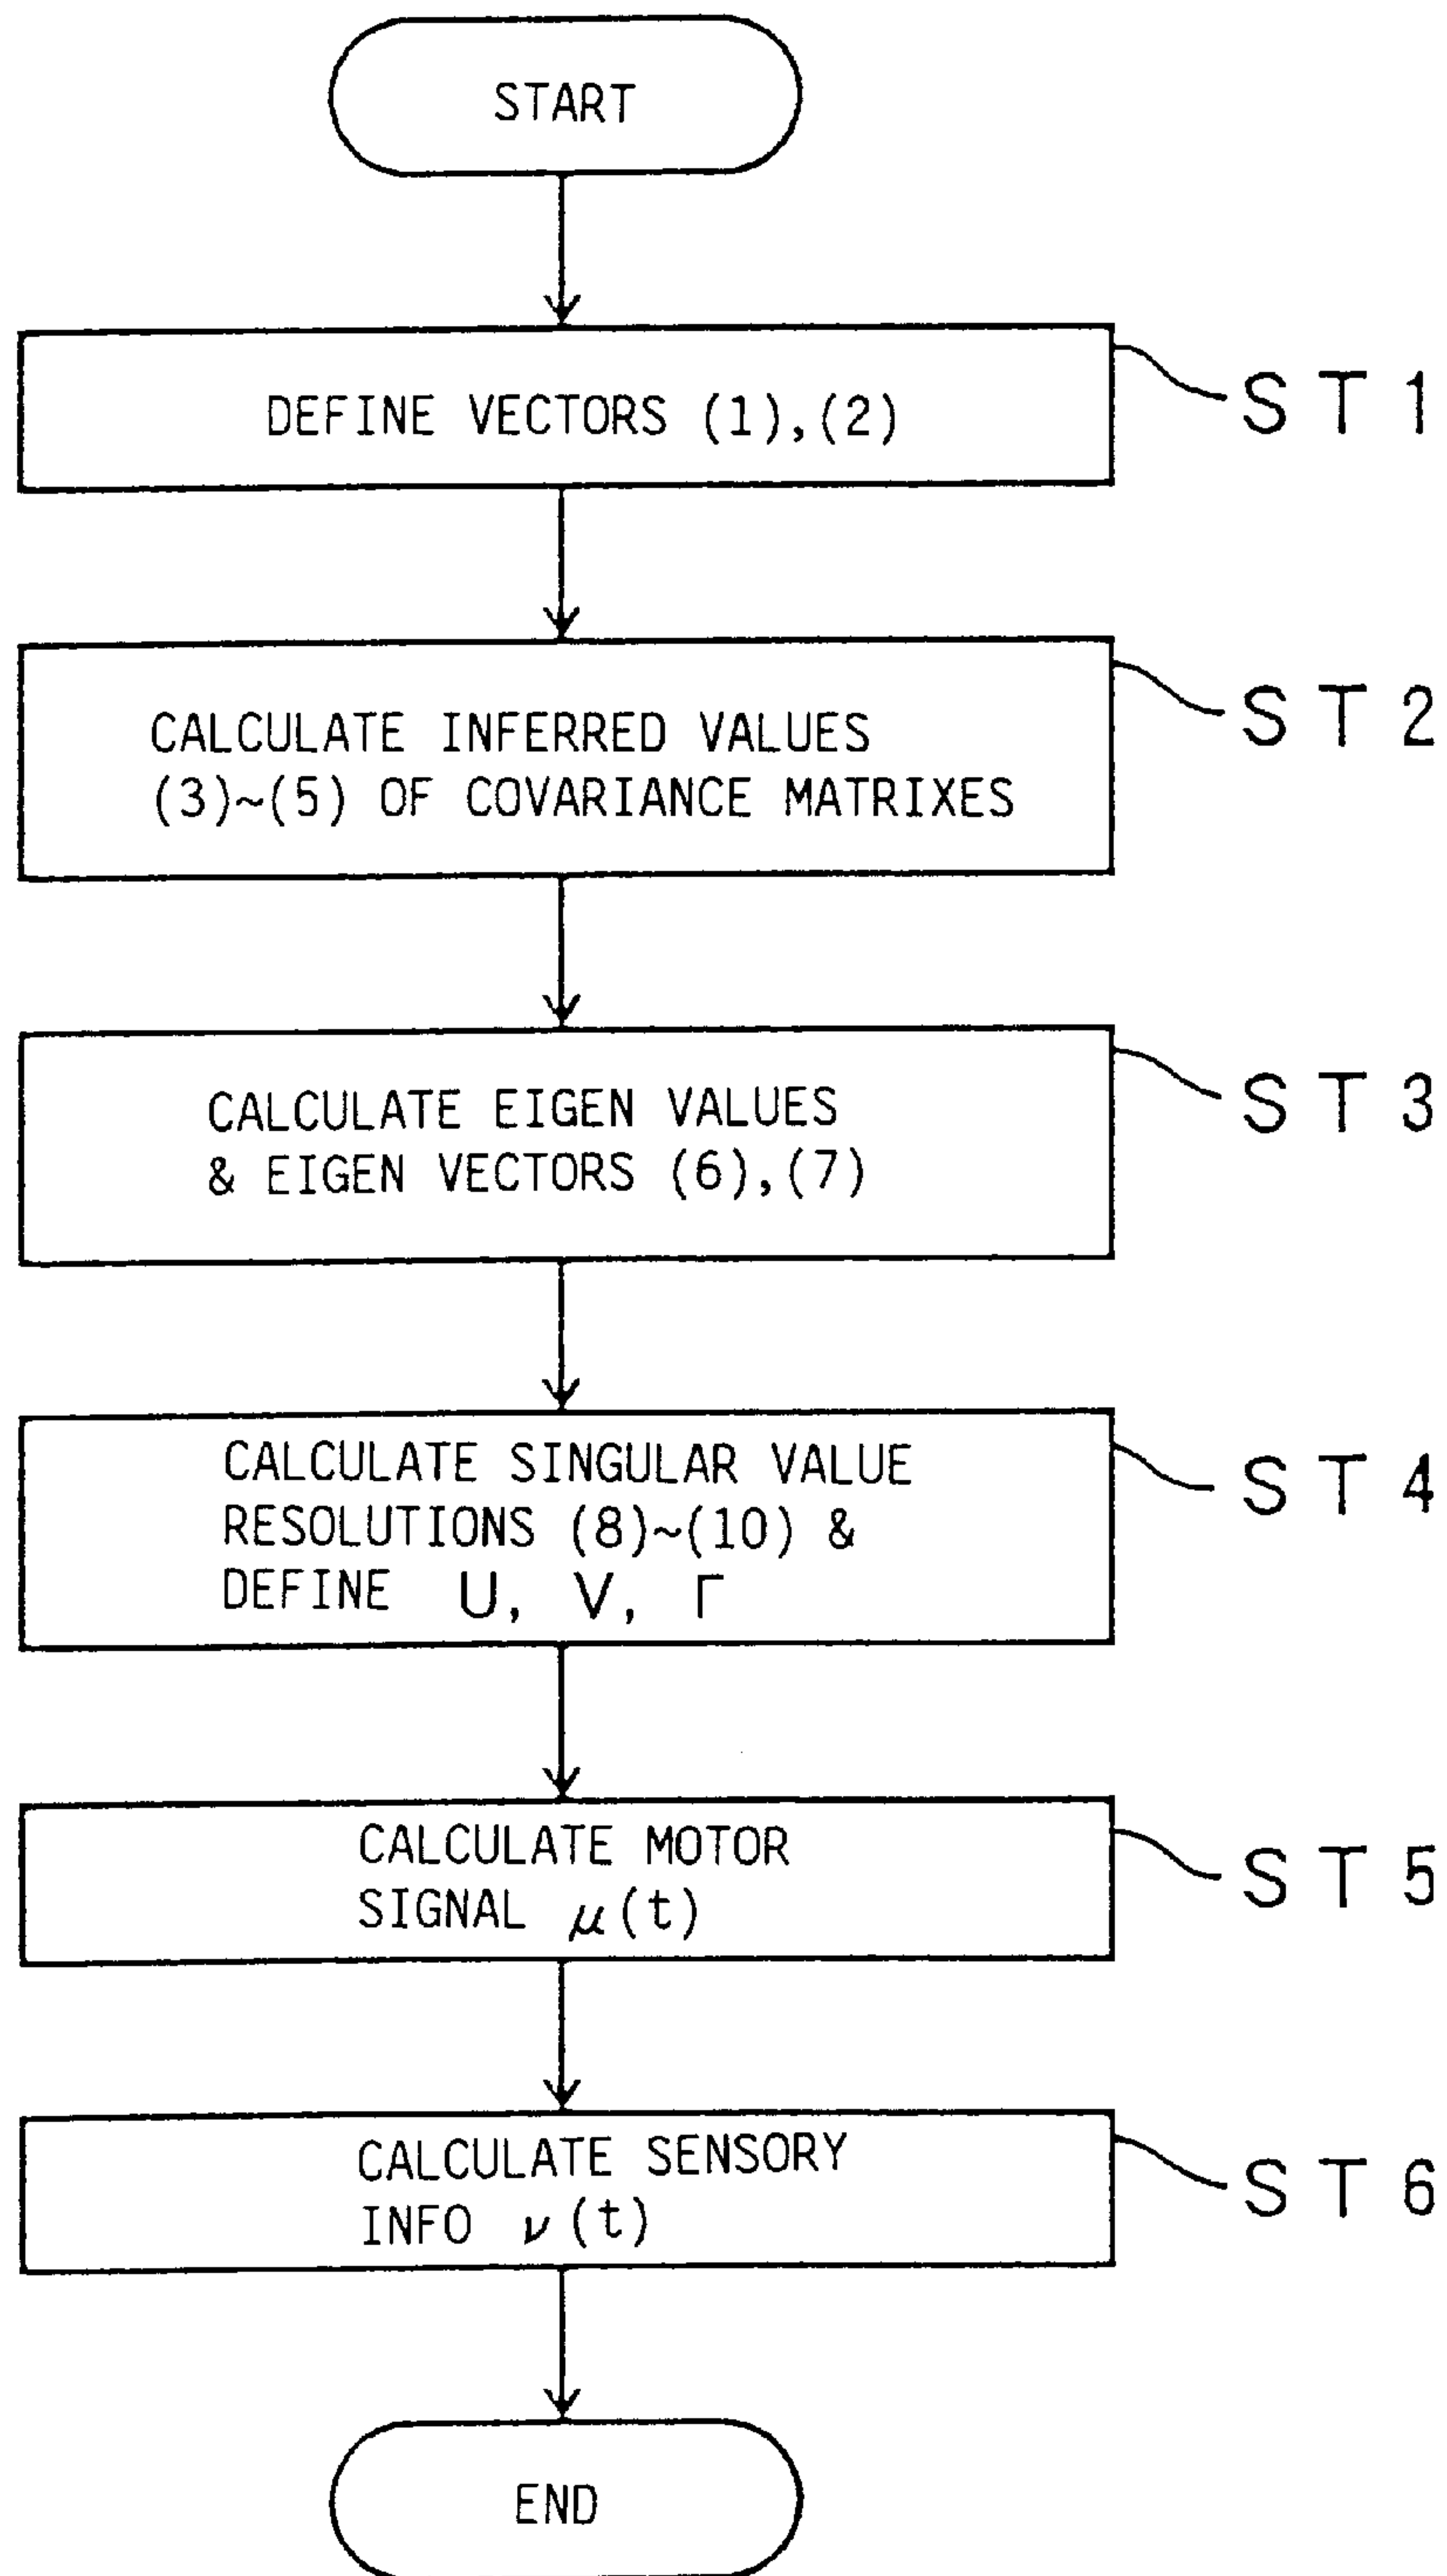 START
DEFINE VECTORS (1),(2)
ST1
CALCULATE INFERRED VALUES
(3)~(5) OF COVARIANCE MATRIXES
ST2
CALCULATE EIGEN VALUES
& EIGEN VECTORS (6),(7)
ST3
CALCULATE SINGULAR VALUE
RESOLUTIONS (8)~(10) &
DEFINE U, V, Γ
ST4
CALCULATE MOTOR
SIGNAL μ(t)
ST5
CALCULATE SENSORY
INFO ν(t)
ST6
END